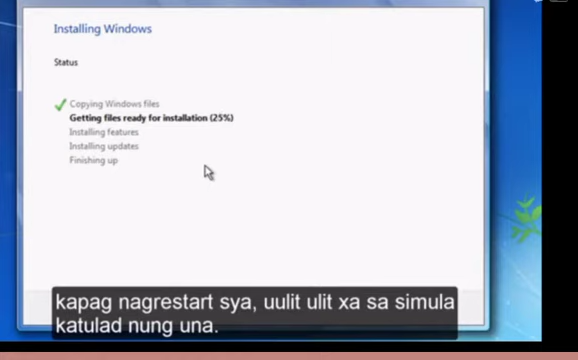 Installing Windows
Status
Copying Windows files
Getting files ready for installation (25%)
Installing features
Installing updates
Finishing up
kapag nagrestart sya, uulit ulit xa sa simula
katulad nung una.